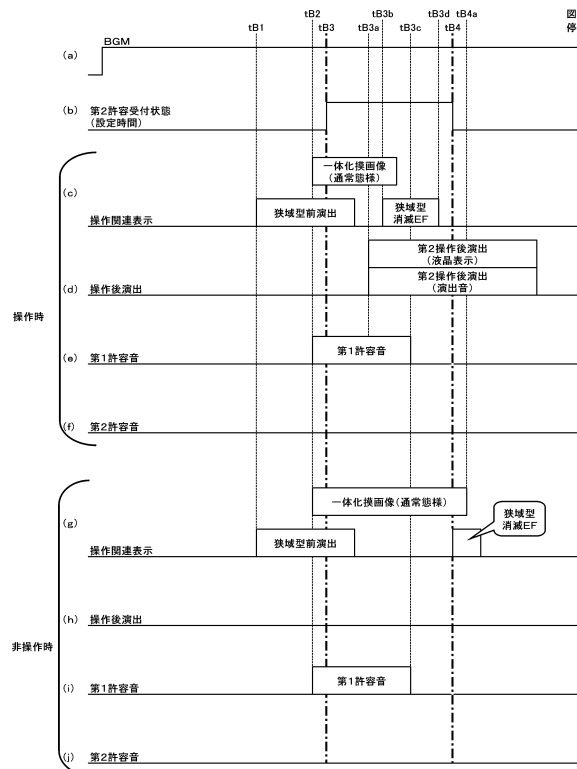 tB2 tB3b tB3d tB4a 図
tB1 tB3 tB3a tB3c tB4 停
BGM
(a)
(b) 第2許容受付状態
(設定時間)
一体化摸画像
(通常態様)
(c)
狭域型前演出
狭域型
消滅EF
操作関連表示
第2操作後演出
(液晶表示)
第2操作後演出
(演出音)
(d) 操作後演出
操作時
第1許容音
(e) 第1許容音
(f) 第2許容音
一体化摸画像(通常態様)
狭域型
消滅EF
(g)
狭域型前演出
操作関連表示
(h) 操作後演出
非操作時
第1許容音
(i) 第1許容音
(j) 第2許容音